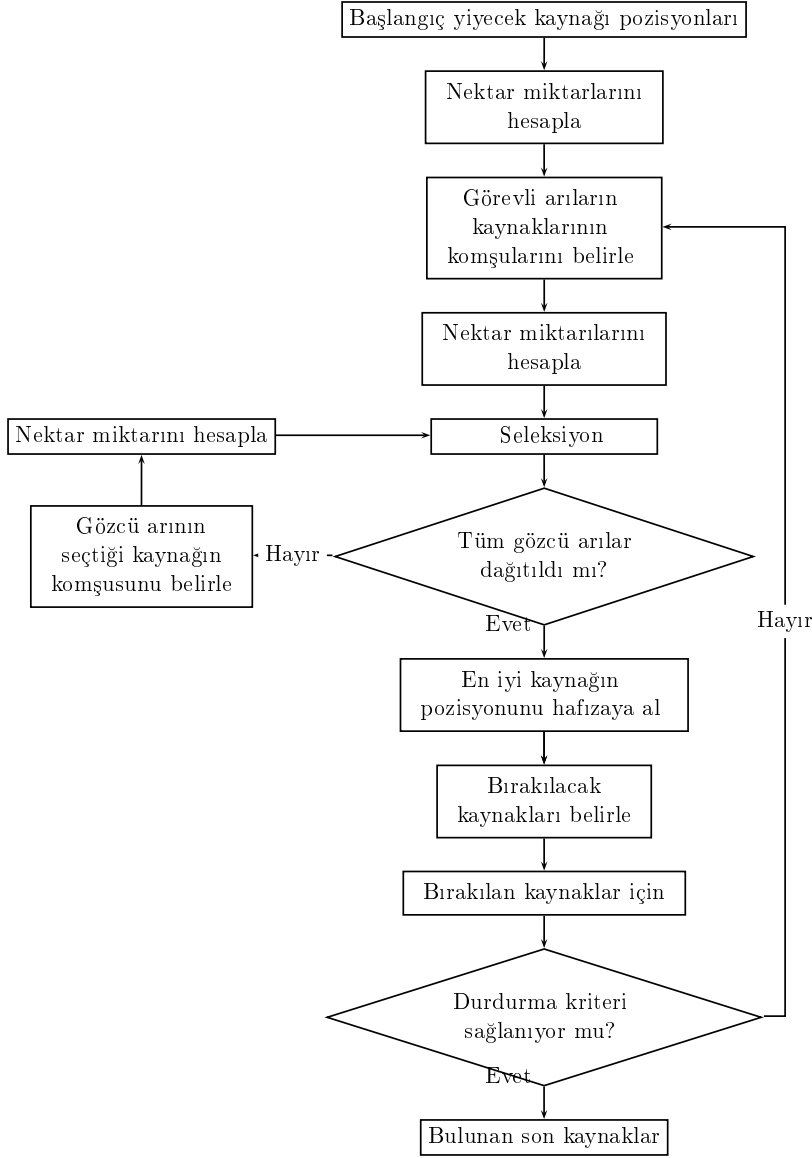 Başlangıç yiyecek kaynağı pozisyonları
Nektar miktarlarını
hesapla
Görevli arıların
kaynaklarının
komşularını belirle
Nektar miktarılarını
hesapla
Nektar miktarını hesapla
Seleksiyon
Gözcü arının
seçtiği kaynağın
komşusunu belirle
Hayır
Tüm gözcü arılar
dağıtıldı mı?
Hayır
Evet
En iyi kaynağın
pozisyonunu hafızaya al
Bırakılacak
kaynakları belirle
Bırakılan kaynaklar için
Durdurma kriteri
sağlanıyor mu?
Evet
Bulunan son kaynaklar